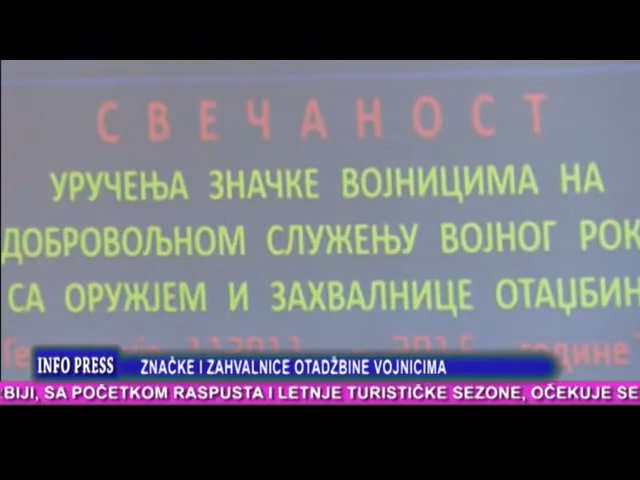 СВЕЧАНОСТ
УРУЧЕЊА ЗНАЧКЕ ВОЈНИЦИМА НА
ДОБРОВОЉНОМ СЛУЖЕЊУ ВОЈНОГ РОК
СА ОРУЖЈЕМ И ЗАХВАЛНИЦЕ ОТАЏБИН
године
INFO PRESS
ZNAČKE I ZAHVALNICE OTADŽBINE VOJNICIMA
BIJI, SA POČETKOM RASPUSTA I LETNJE TURISTIČKE SEZONE, OČEKUJE SE